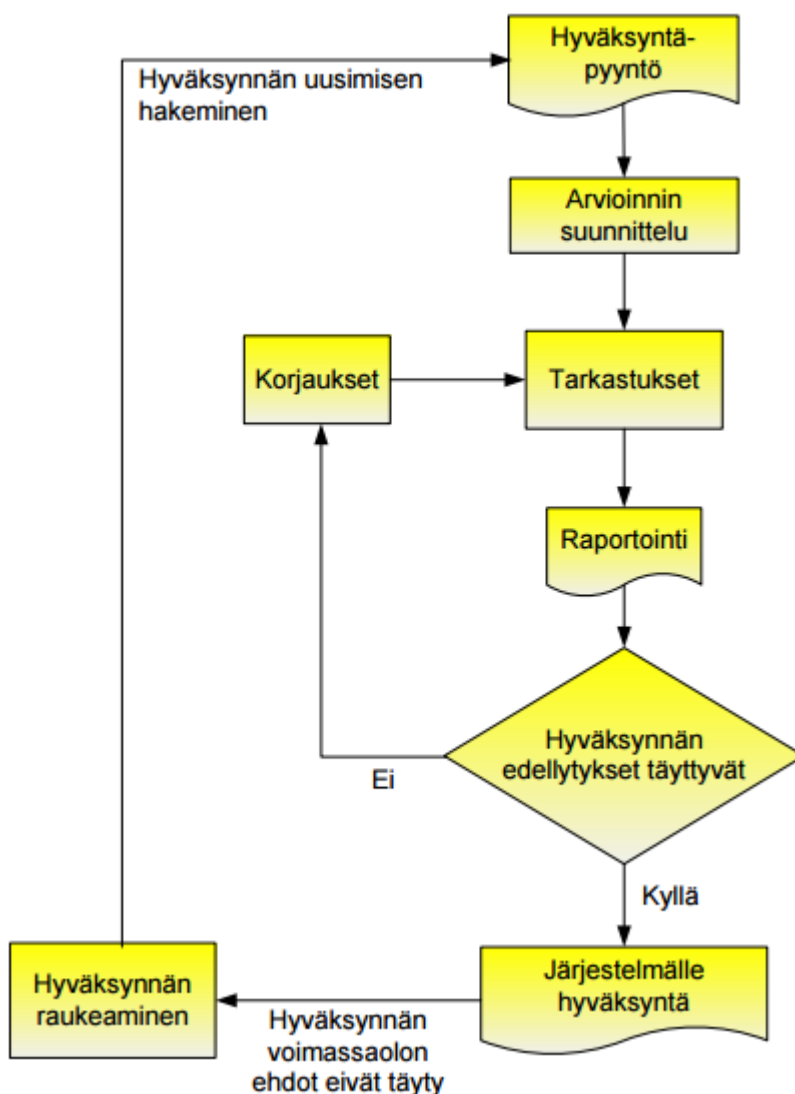 Hyväksyntä-
pyyntö
Hyväksynnän uusimisen
hakeminen
Arvioinnin
suunnittelu
Korjaukset
Tarkastukset
Raportointi
Hyväksynnän
edellytykset täyttyvät
Ei
Kyllä
Järjestelmälle
hyväksyntä
Hyväksynnän
raukeaminen
Hyväksynnän
voimassaolon
ehdot eivät täyty